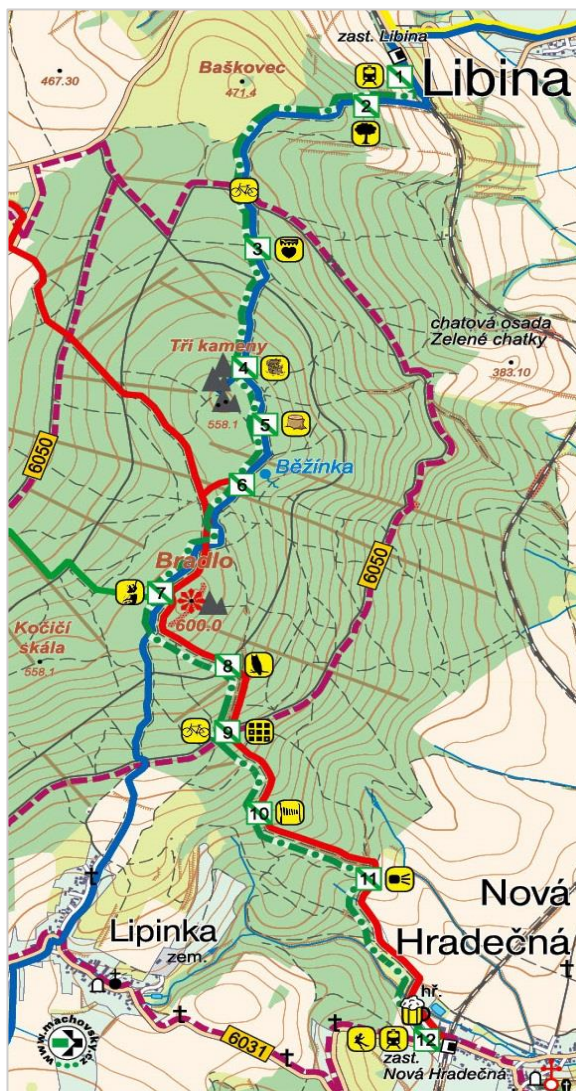 zast. Libina
467.30
Baškovec
471.4
1
Libina
2
3
chatová osada
Zelené chatky
383.10
Tři kameny
4
558.1
5
6050
Běžínka
6
6050
Bradlo
7
600.0
Kočičí
skála
558.1
8
9
10
11
Nová
Hradečná
Lipinka
zem.
hř.
www.machovsky.cz
6031
12
zast.
Nová Hradečná